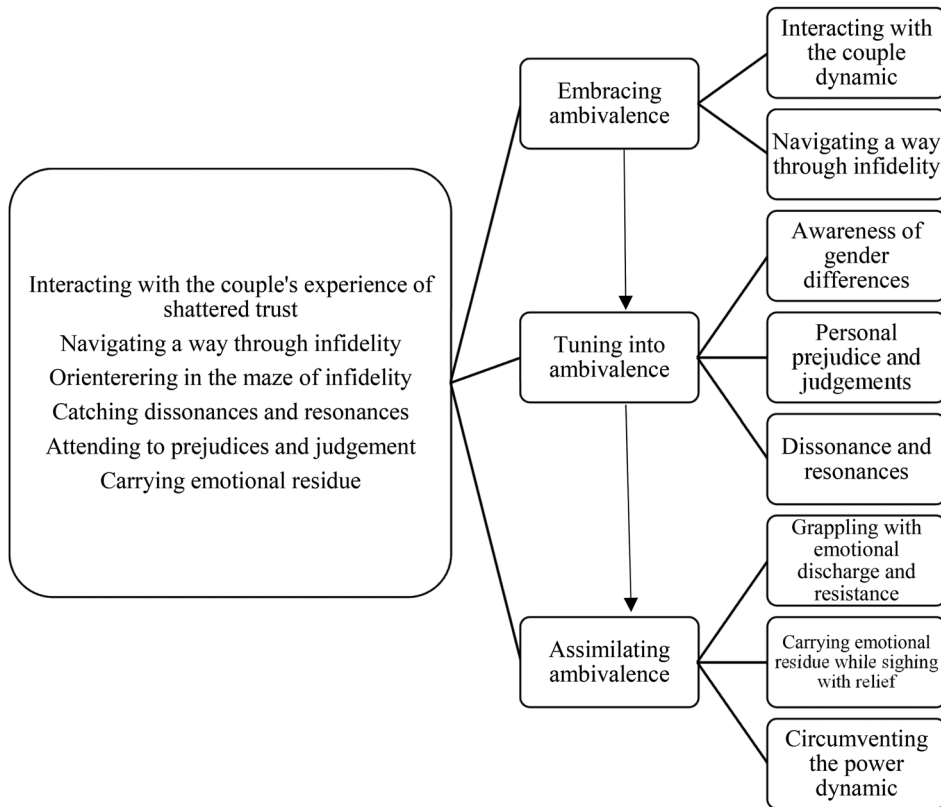 Interacting with the couple's experience of
shattered trust
Navigating a way through infidelity
Orienterering in the maze of infidelity
Catching dissonances and resonances
Attending to prejudices and judgement
Carrying emotional residue
Embracing
ambivalence
Interacting with
the couple
dynamic
Navigating a way
through infidelity
Tuning into
ambivalence
Awareness of
gender
differences
Personal
prejudice and
judgements
Dissonance and
resonances
Assimilating
ambivalence
Grappling with
emotional
discharge and
resistance
Carrying emotional
residue while sighing
with relief
Circumventing
the power
dynamic